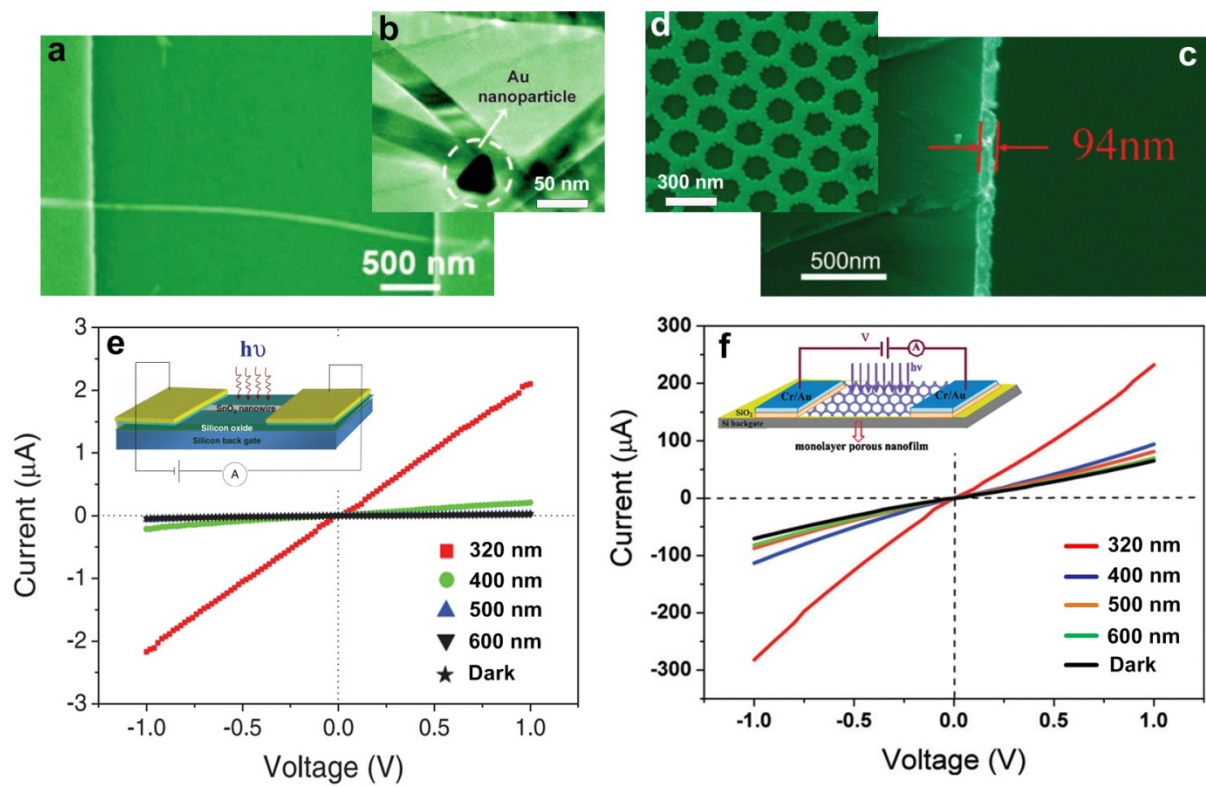 a
500 nm
b
Au
nanoparticle
50 nm
d
300 nm
c
94nm
500nm
e
hυ
SnO₂ nanowire
Silicon oxide
Silicon back gate
A
3
2
1
0
-1
-2
-3
-1.0 -0.5 0.0 0.5 1.0
Current (μA)
Voltage (V)
320 nm
400 nm
500 nm
600 nm
Dark
f
V
A
hν
Cr/Au
Cr/Au
SiO₂
Si backgate
monolayer porous nanofilm
300
200
100
0
-100
-200
-300
-1.0 -0.5 0.0 0.5 1.0
Current (μA)
Voltage (V)
320 nm
400 nm
500 nm
600 nm
Dark